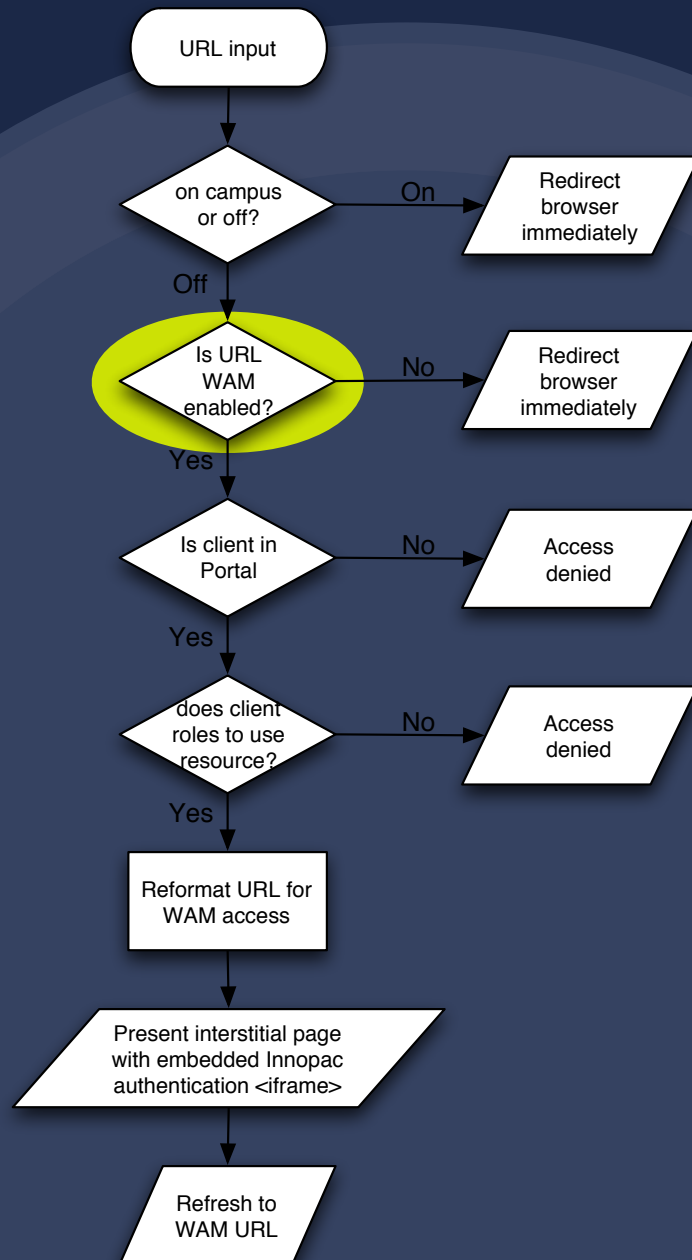 URL input
on campus
or off?
On
Redirect
browser
immediately
Off
Is URL
WAM
enabled?
No
Redirect
browser
immediately
Yes
Is client in
Portal
No
Access
denied
Yes
does client
roles to use
resource?
No
Access
denied
Yes
Reformat URL for
WAM access
Present interstitial page
with embedded Innopac
authentication <iframe>
Refresh to
WAM URL